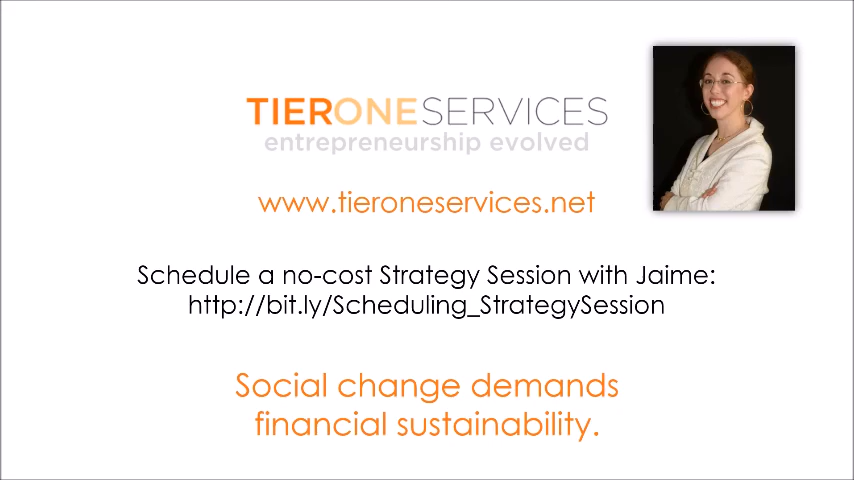 TIERONESERVICES
entrepreneurship evolved
www.tieroneservices.net
Schedule a no-cost Strategy Session with Jaime:
http://bit.ly/Scheduling_StrategySession
Social change demands
financial sustainability.